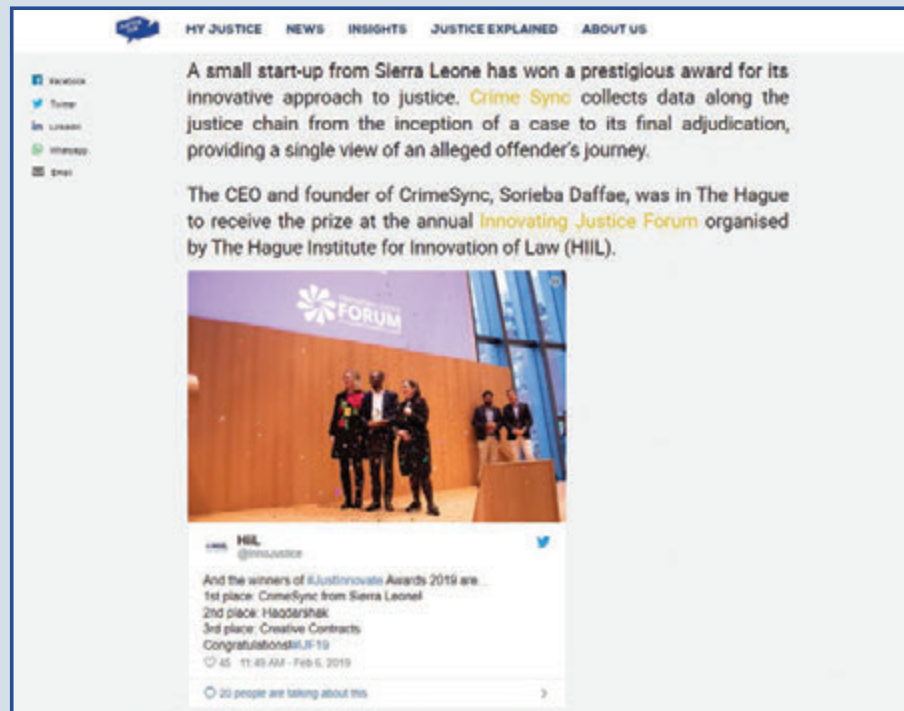 MY JUSTICE NEWS INSIGHTS JUSTICE EXPLAINED ABOUT US
Facebook
Twitter
LinkedIn
Whatsapp
Email
A small start-up from Sierra Leone has won a prestigious award for its
innovative approach to justice. Crime Sync collects data along the
justice chain from the inception of a case to its final adjudication,
providing a single view of an alleged offender's journey.
The CEO and founder of CrimeSync, Sorieba Daffae, was in The Hague
to receive the prize at the annual Innovating Justice Forum organised
by The Hague Institute for Innovation of Law (HIIL).
FORUM
HiiL
@InnoJustice
And the winners of #JustInnovate Awards 2019 are...
1st place: CrimeSync from Sierra Leone!
2nd place: Haqdarshak
3rd place: Creative Contracts
Congratulations!#IJF19
45 11:49 AM - Feb 6, 2019
20 people are talking about this